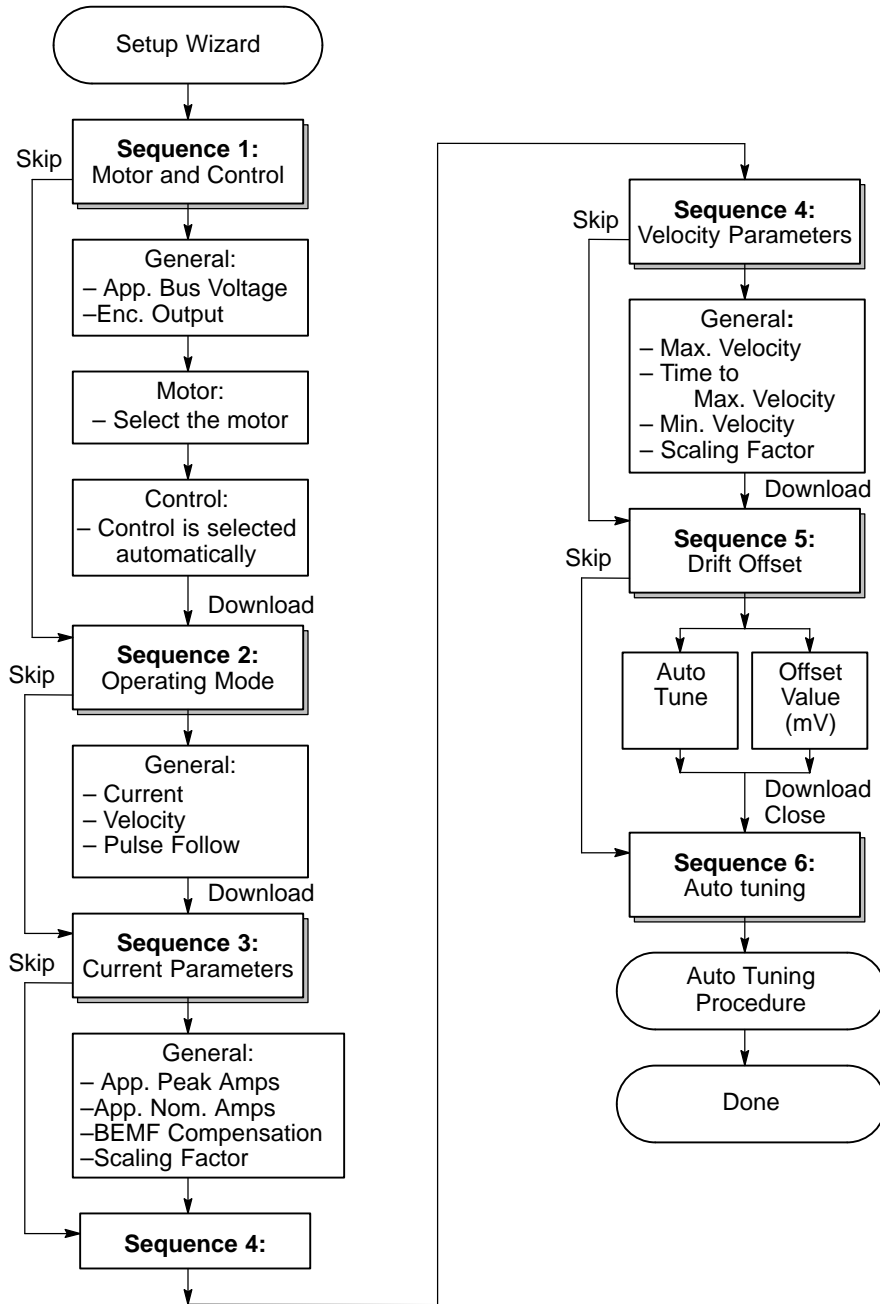 Setup Wizard
Skip
Sequence 1:
Motor and Control
General:
– App. Bus Voltage
–Enc. Output
Motor:
– Select the motor
Control:
– Control is selected
automatically
Download
Sequence 2:
Operating Mode
Skip
General:
– Current
– Velocity
– Pulse Follow
Download
Sequence 3:
Current Parameters
Skip
General:
– App. Peak Amps
–App. Nom. Amps
–BEMF Compensation
–Scaling Factor
Sequence 4:
Sequence 4:
Velocity Parameters
Skip
General:
– Max. Velocity
– Time to
Max. Velocity
– Min. Velocity
– Scaling Factor
Download
Sequence 5:
Drift Offset
Skip
Auto
Tune
Offset
Value
(mV)
Download
Close
Sequence 6:
Auto tuning
Auto Tuning
Procedure
Done